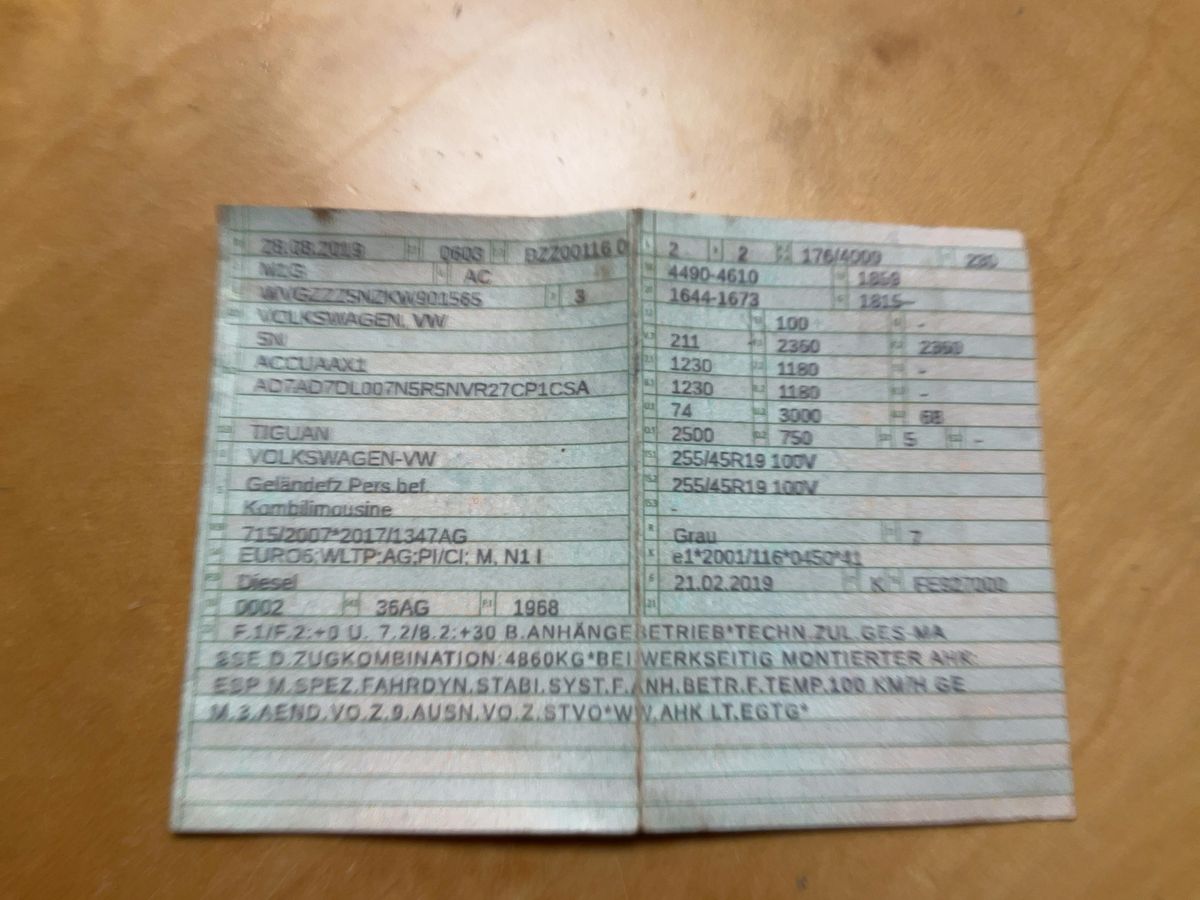 28.08.2019 0603 BZZ00116 0
M1G AC
WVGZZZ5NZKW901565 3
VOLKSWAGEN, VW
5N
ACCUAAX1
AD7AD7DL007N5R5NVR27CP1CSA
TIGUAN
VOLKSWAGEN-VW
Geländefz.Pers.bef.
Kombilimousine
715/2007*2017/1347AG
EURO6;WLTP;AG;PI/CI; M, N1 I
Diesel
0002 36AG 1968
2 2 176/4000
4490-4610 1859
1644-1673 1815–
100 -
211 2360 2360
1230 1180 -
1230 1180 -
74 3000 68
2500 750 5 -
255/45R19 100V
255/45R19 100V
-
Grau 7
e1*2001/116*0450*41
21.02.2019 K
F.1/F.2:+0 U. 7.2/8.2:+30 B.ANHÄNGEBETRIEB*TECHN.ZUL.GES-MA
SSE D.ZUGKOMBINATION:4860KG*BEI WERKSEITIG MONTIERTER AHK:
ESP M.SPEZ.FAHRDYN.STABI.SYST.F.ANH.BETR.F.TEMP.100 KM/H GE
M.3.AEND.VO.Z.9.AUSN.VO.Z.STVO*WW.AHK LT.EGTG*